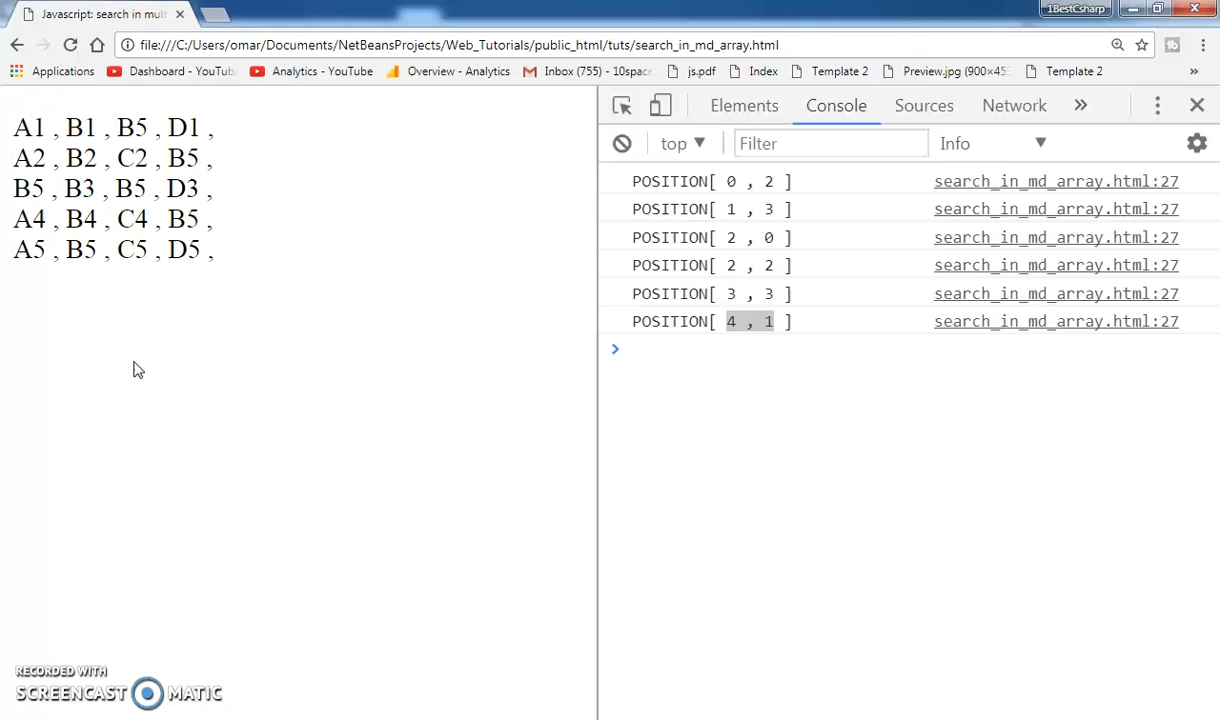 Javascript: search in mult
1BestCsharp
file:///C:/Users/omar/Documents/NetBeansProjects/Web_Tutorials/public_html/tuts/search_in_md_array.html
Applications Dashboard - YouTub Analytics - YouTube Overview - Analytics Inbox (755) - 10space js.pdf Index Template 2 Preview.jpg (900×45 Template 2 »
Elements Console Sources Network »
top ▼ Filter Info ▼
A1 , B1 , B5 , D1 ,
A2 , B2 , C2 , B5 ,
B5 , B3 , B5 , D3 ,
A4 , B4 , C4 , B5 ,
A5 , B5 , C5 , D5 ,
POSITION[ 0 , 2 ] search_in_md_array.html:27
POSITION[ 1 , 3 ] search_in_md_array.html:27
POSITION[ 2 , 0 ] search_in_md_array.html:27
POSITION[ 2 , 2 ] search_in_md_array.html:27
POSITION[ 3 , 3 ] search_in_md_array.html:27
POSITION[ 4 , 1 ] search_in_md_array.html:27
>
RECORDED WITH
SCREENCAST MATIC